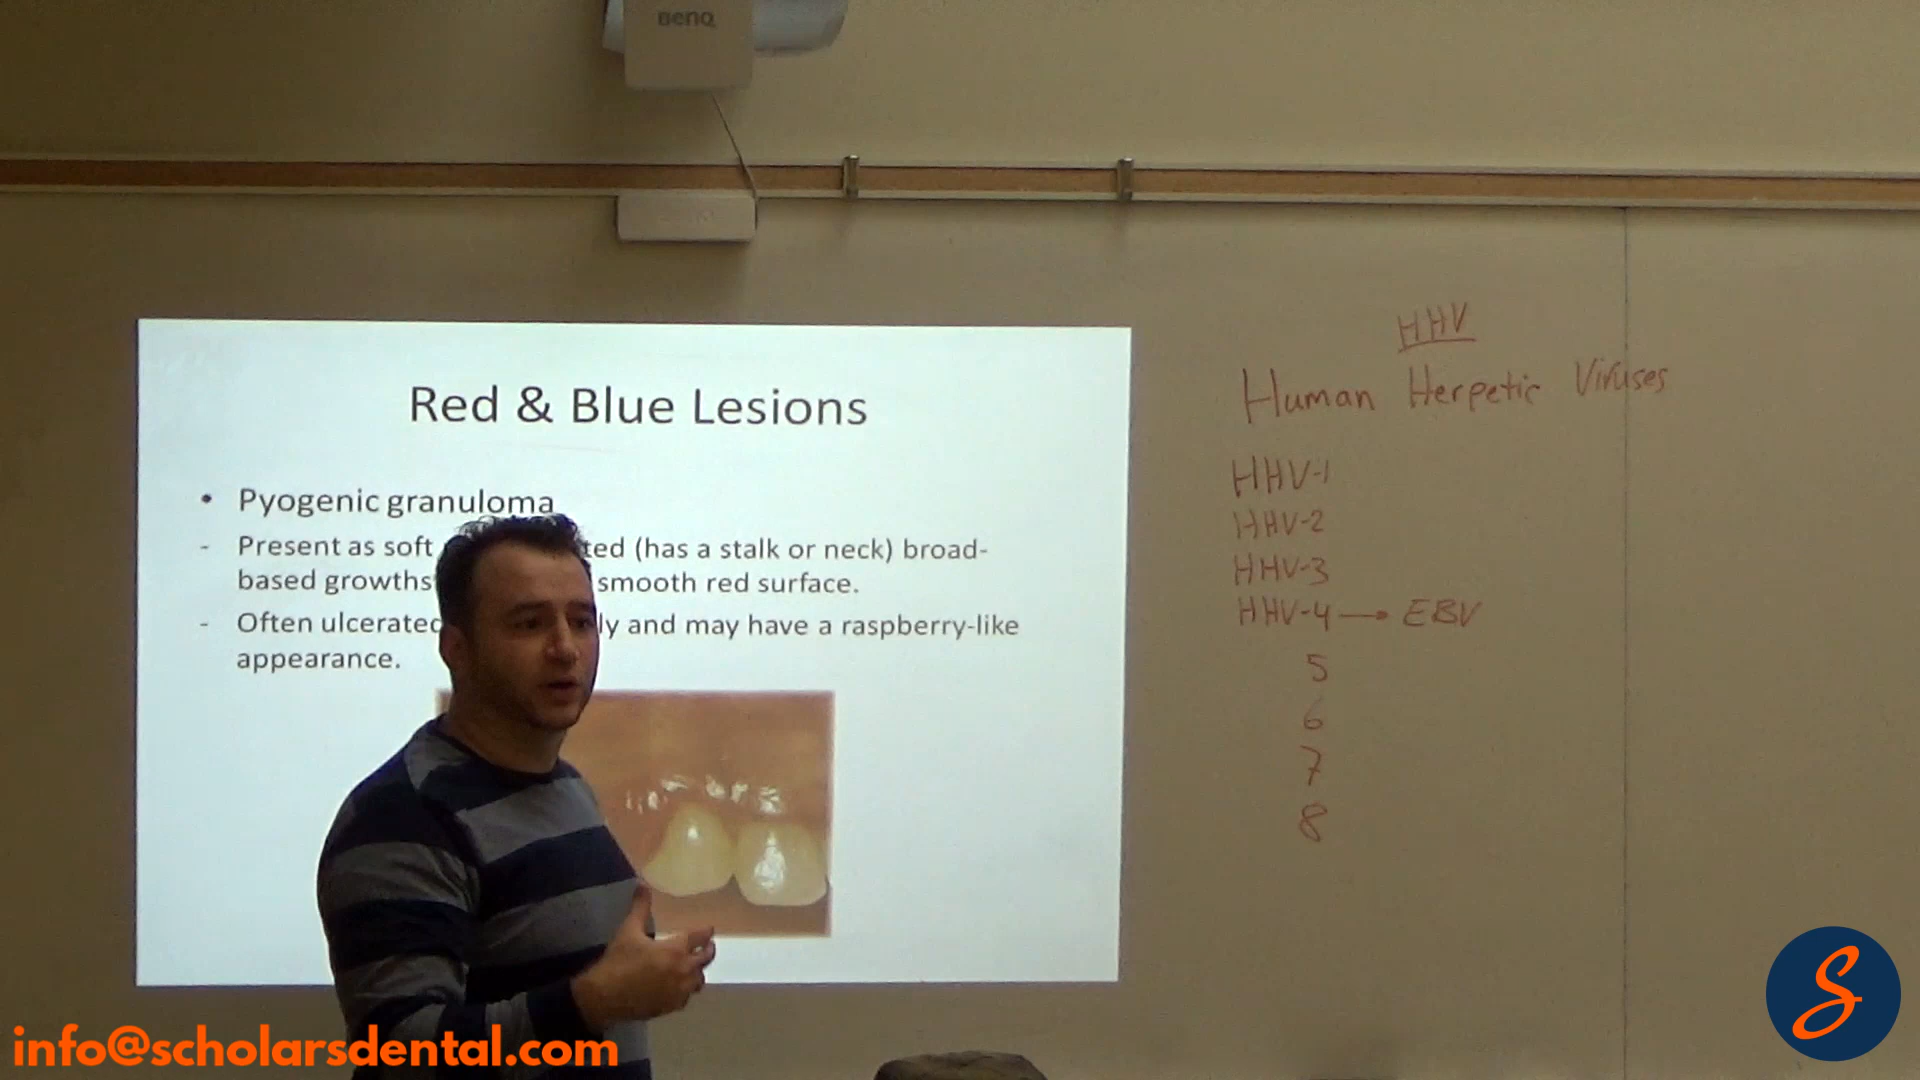 BenQ
Red & Blue Lesions
• Pyogenic granuloma
- Present as soft ted (has a stalk or neck) broad-
based growths smooth red surface.
- Often ulcerated ly and may have a raspberry-like
appearance.
HHV
Human Herpetic Viruses
HHV-1
HHV-2
HHV-3
HHV-4 → EBV
5
6
7
8
S
info@scholarsdental.com